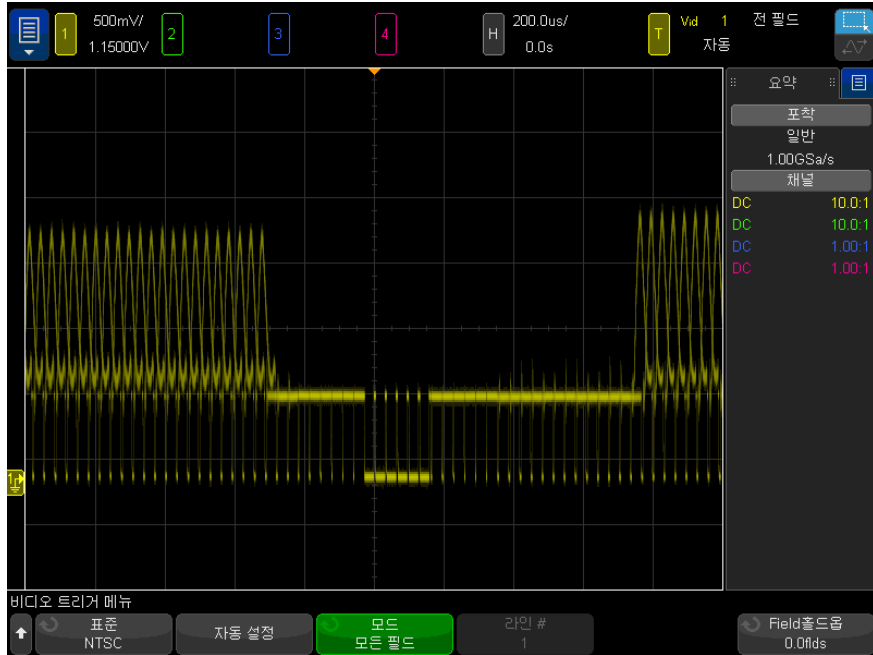 1 500mV/ 2 3 4 H 200.0us/ T Vid 1 전 필드
1.15000V 0.0s 자동
요약
포착
일반
1.00GSa/s
채널
DC 10.0:1
DC 10.0:1
DC 1.00:1
DC 1.00:1
1
비디오 트리거 메뉴
표준 자동 설정 모드 라인 # Field홀드옵
NTSC 모든 필드 1 0.0flds